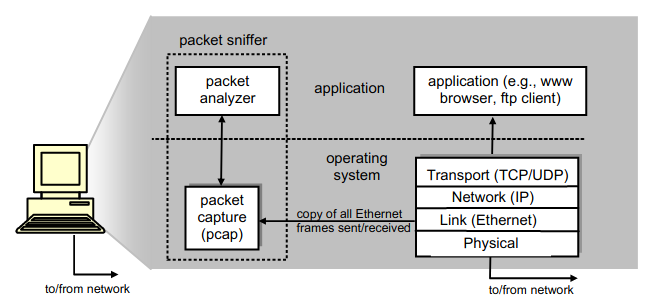 packet sniffer
packet
analyzer
application
application (e.g., www
browser, ftp client)
operating
system
packet
capture
(pcap)
copy of all Ethernet
frames sent/received
Transport (TCP/UDP)
Network (IP)
Link (Ethernet)
Physical
to/from network
to/from network